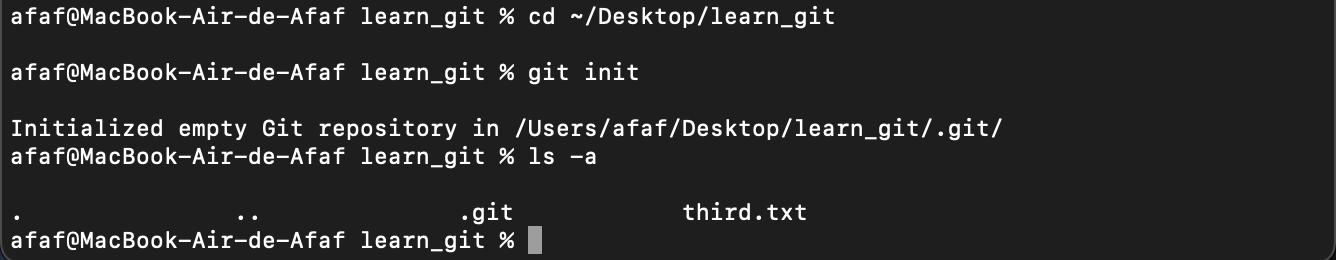 afaf@MacBook-Air-de-Afaf learn_git % cd ~/Desktop/learn_git
afaf@MacBook-Air-de-Afaf learn_git % git init
Initialized empty Git repository in /Users/afaf/Desktop/learn_git/.git/
afaf@MacBook-Air-de-Afaf learn_git % ls -a
. .. .git third.txt
afaf@MacBook-Air-de-Afaf learn_git %